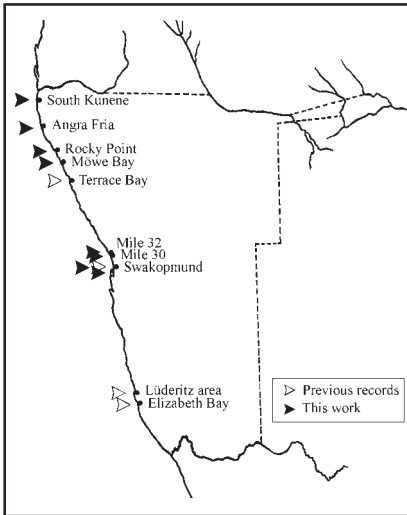 South Kunene
Angra Fria
Rocky Point
Möwe Bay
Terrace Bay
Mile 32
Mile 30
Swakopmund
Lüderitz area
Elizabeth Bay
Previous records
This work